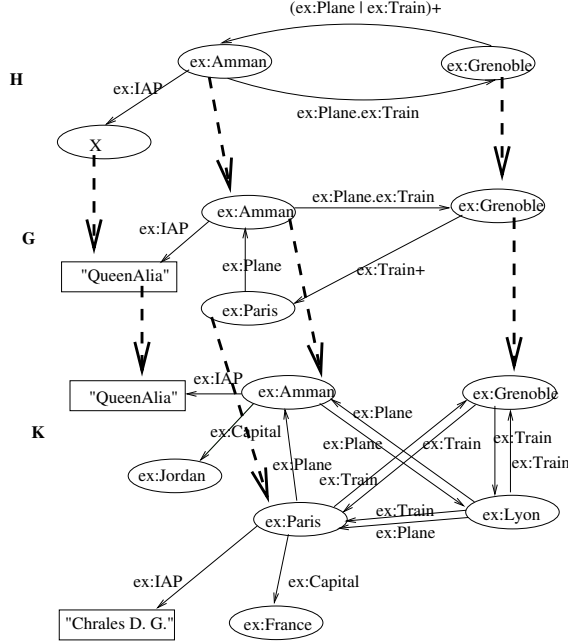 (ex:Plane | ex:Train)+
ex:Amman
ex:Grenoble
H
ex:IAP
ex:Plane.ex:Train
X
ex:Plane.ex:Train
ex:Amman
ex:Grenoble
ex:IAP
G
ex:Plane
ex:Train+
"QueenAlia"
ex:Paris
ex:IAP
ex:Amman
ex:Grenoble
"QueenAlia"
ex:Plane
K
ex:Capital
ex:Plane
ex:Train
ex:Train
ex:Plane
ex:Train
ex:Jordan
ex:Train
ex:Train
ex:Paris
ex:Lyon
ex:Plane
ex:IAP
ex:Capital
"Chrales D. G."
ex:France